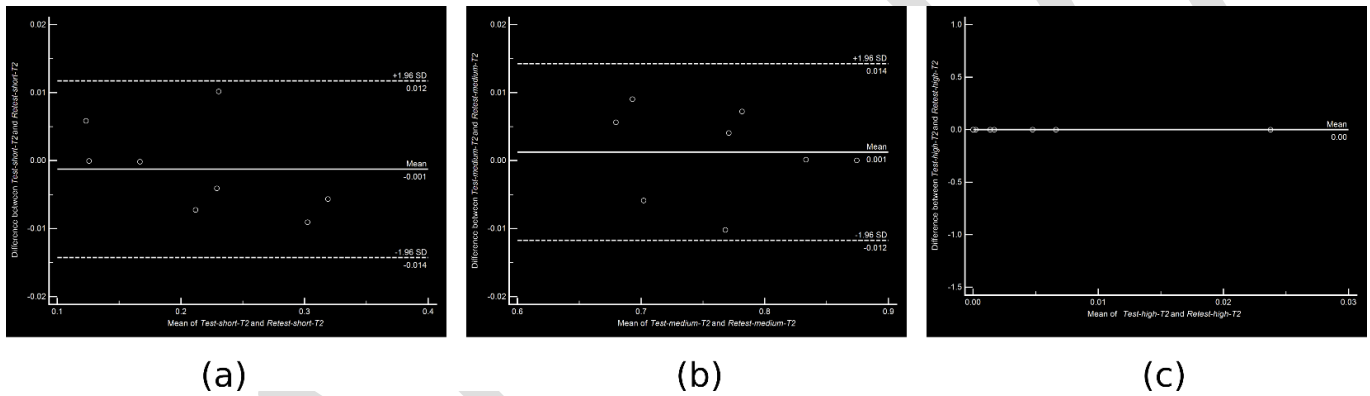 Difference between Test-short-T2 and Retest-short-T2
0.02
0.01
0.00
-0.01
-0.02
+1.96 SD
0.012
Mean
-0.001
-1.96 SD
-0.014
0.1
0.2
0.3
0.4
Mean of Test-short-T2 and Retest-short-T2
(a)
Difference between Test-medium-T2 and Retest-medium-T2
0.02
0.01
0.00
-0.01
-0.02
+1.96 SD
0.014
Mean
0.001
-1.96 SD
-0.012
0.6
0.7
0.8
0.9
Mean of Test-medium-T2 and Retest-medium-T2
(b)
Difference between Test-high-T2 and Retest-high-T2
1.0
0.5
0.0
-0.5
-1.0
-1.5
Mean
0.00
0.00
0.01
0.02
0.03
Mean of Test-high-T2 and Retest-high-T2
(c)